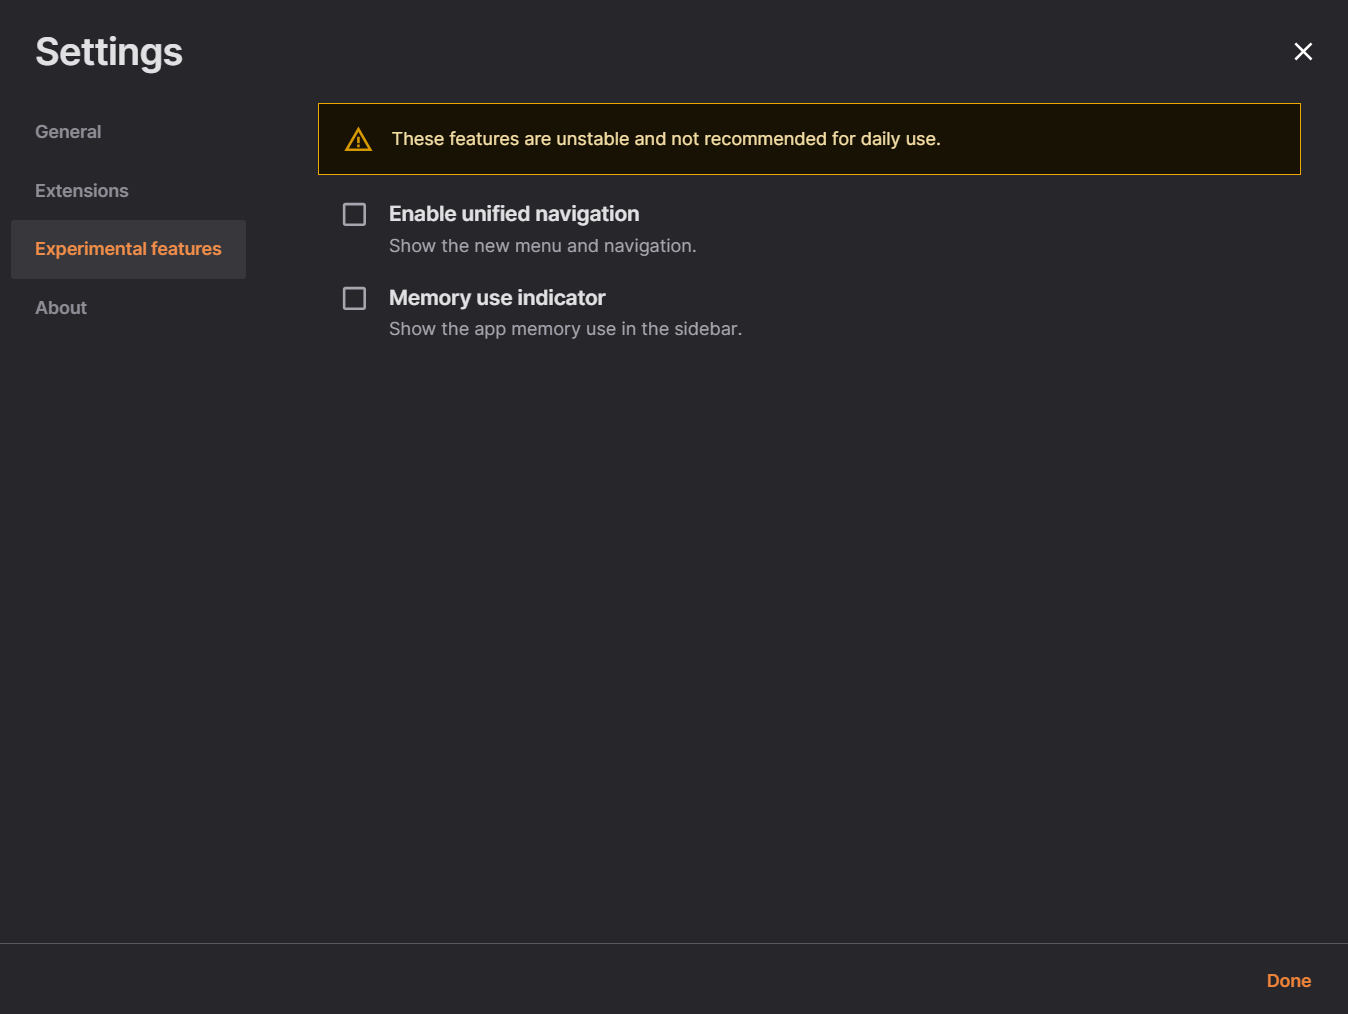 Settings
General
Extensions
Experimental features
About
These features are unstable and not recommended for daily use.
Enable unified navigation
Show the new menu and navigation.
Memory use indicator
Show the app memory use in the sidebar.
Done